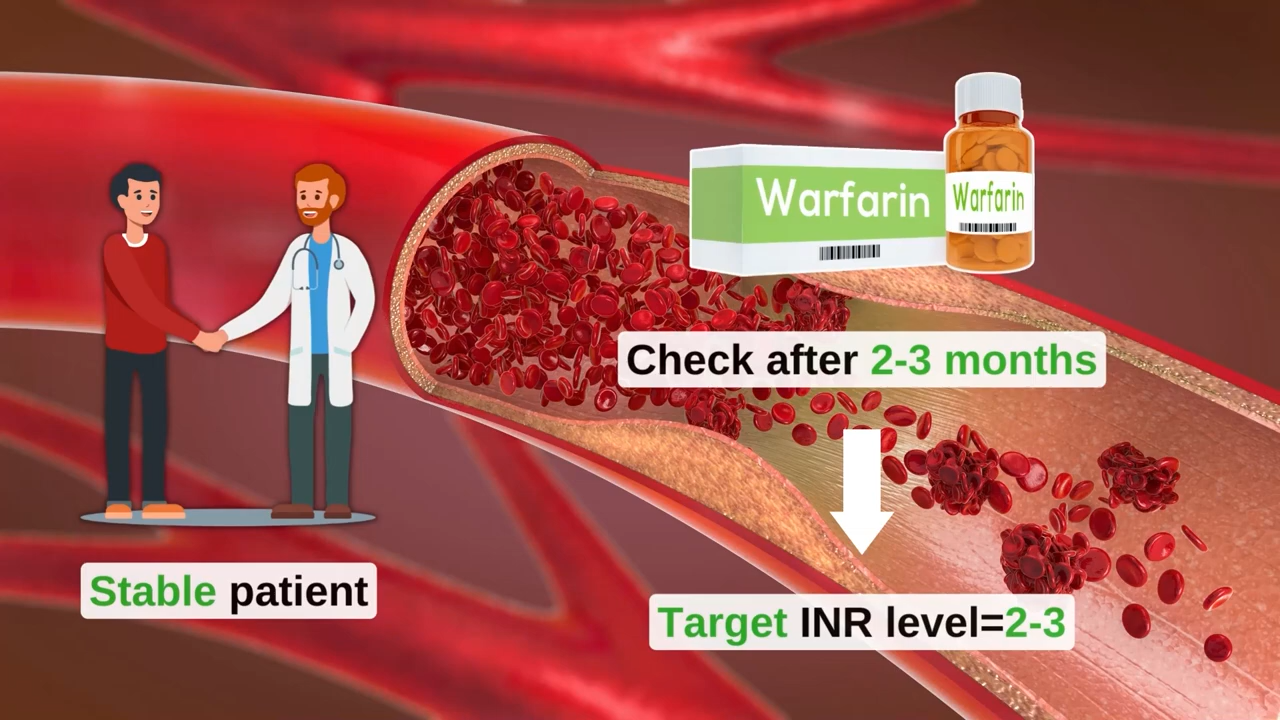 Warfarin
Warfarin
Check after 2-3 months
Stable patient
Target INR level=2-3